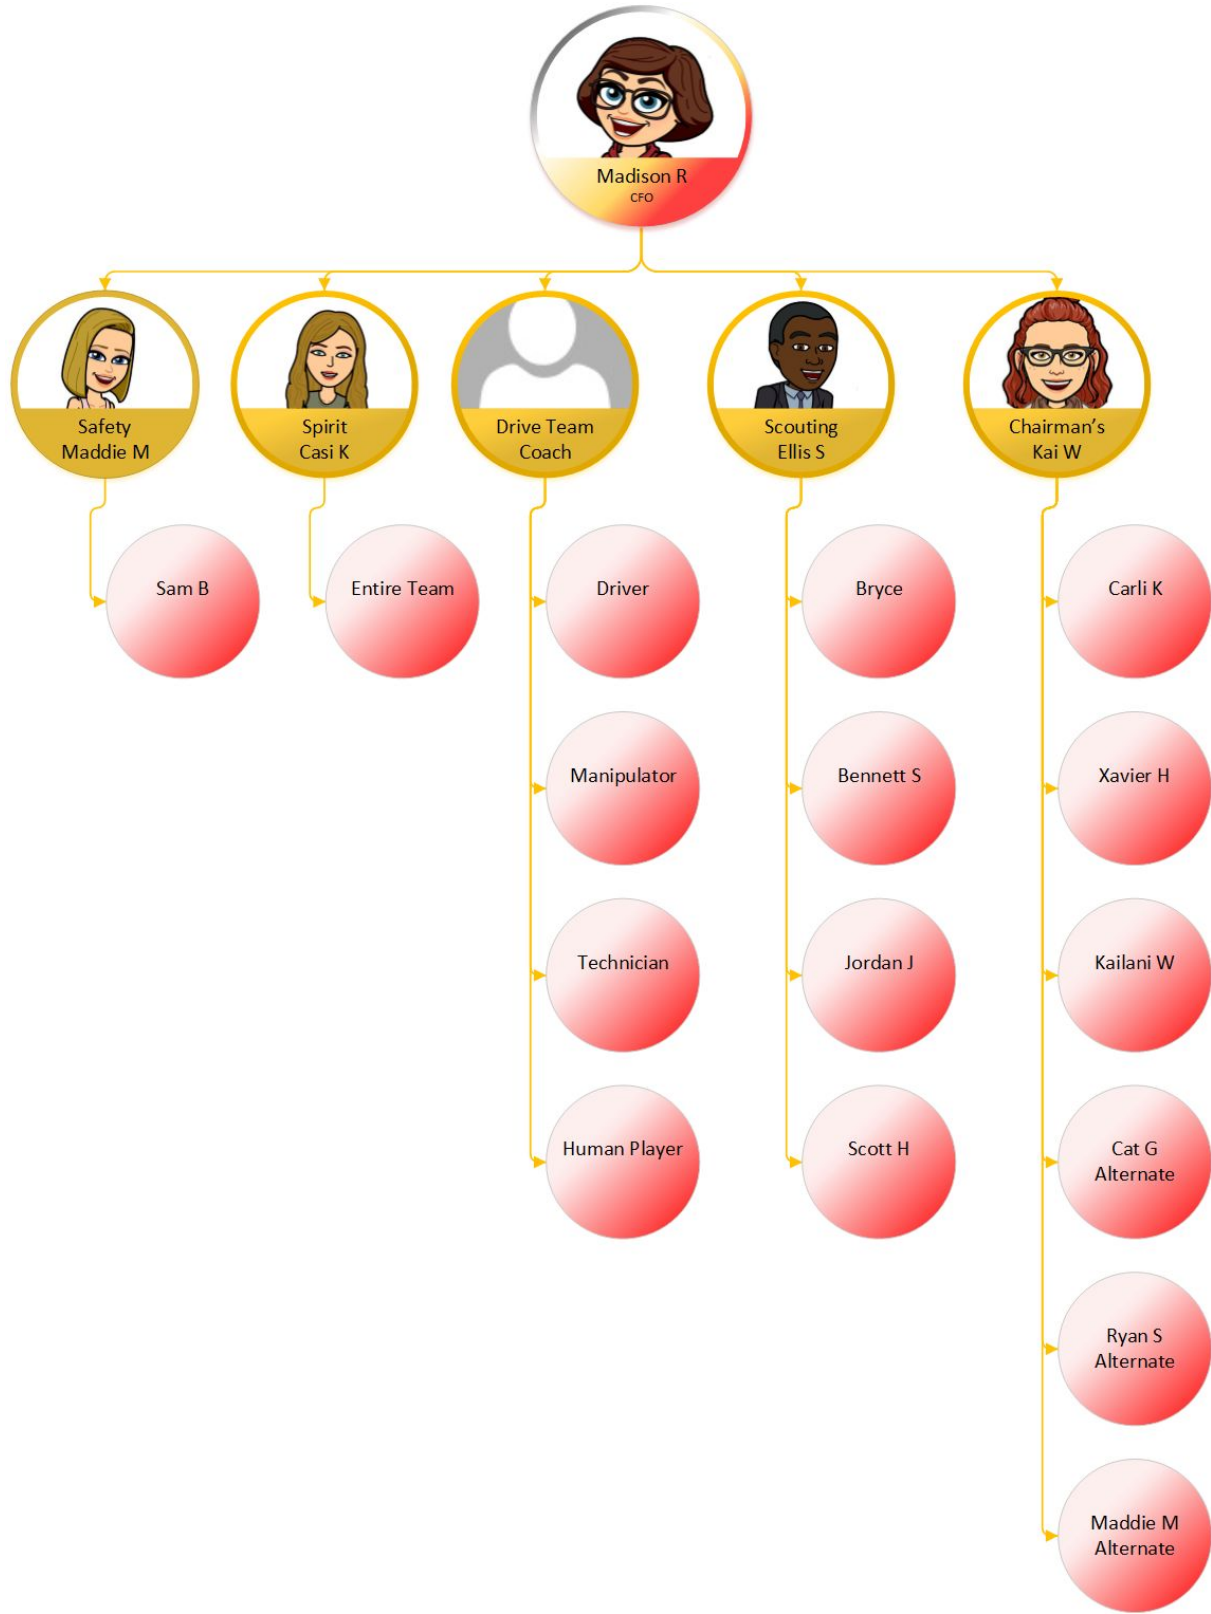 Madison R
CFO
Safety
Maddie M
Spirit
Casi K
Drive Team
Coach
Scouting
Ellis S
Chairman’s
Kai W
Sam B
Entire Team
Driver
Bryce
Carli K
Manipulator
Bennett S
Xavier H
Technician
Jordan J
Kailani W
Human Player
Scott H
Cat G
Alternate
Ryan S
Alternate
Maddie M
Alternate